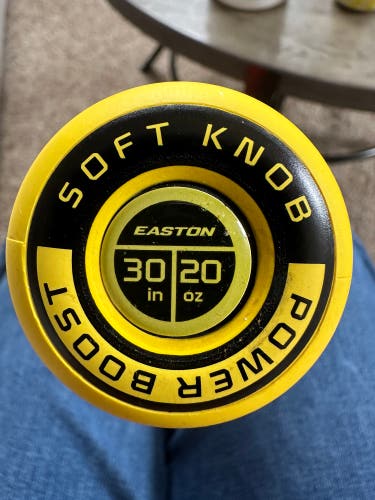 SOFT KNOB
EASTON
30 20
in oz
POWER BOOST